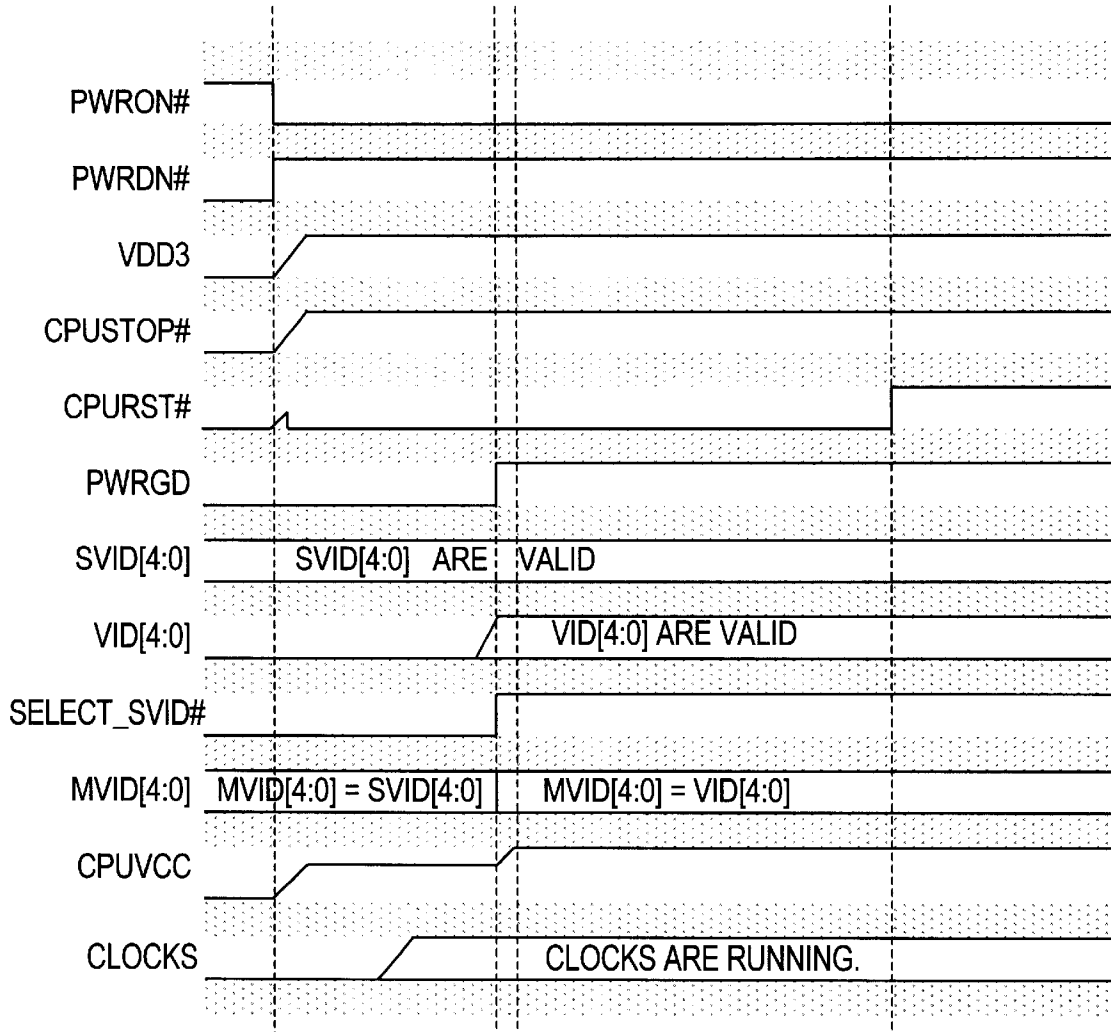 PWRON#
PWRDN#
VDD3
CPUSTOP#
CPURST#
PWRGD
SVID[4:0] SVID[4:0] ARE VALID
VID[4:0] VID[4:0] ARE VALID
SELECT_SVID#
MVID[4:0] MVID[4:0] = SVID[4:0] MVID[4:0] = VID[4:0]
CPUVCC
CLOCKS CLOCKS ARE RUNNING.